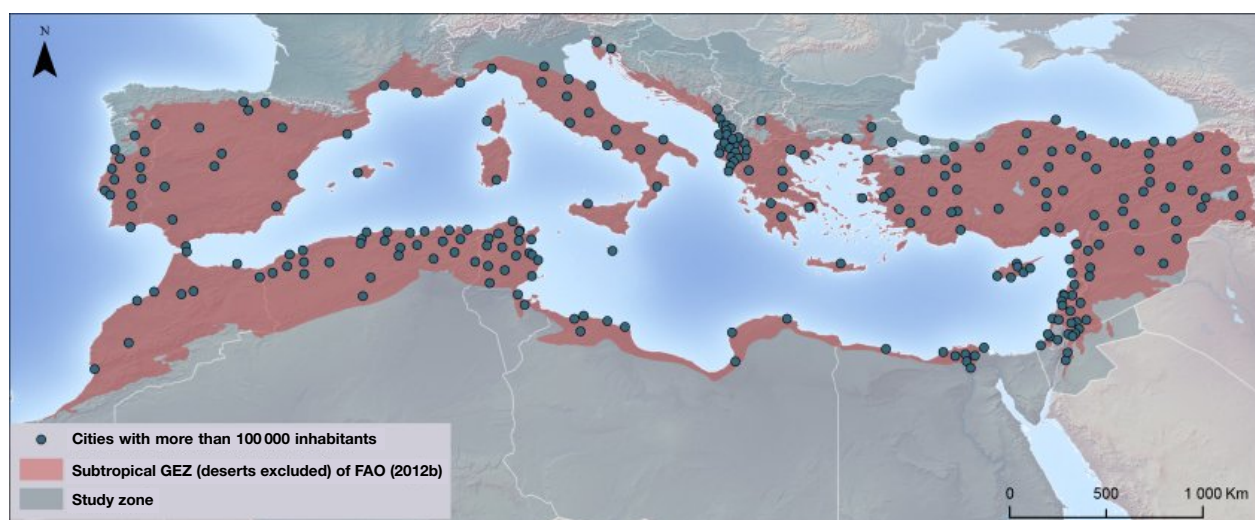 N
Cities with more than 100 000 inhabitants
Subtropical GEZ (deserts excluded) of FAO (2012b)
Study zone
0 500 1 000 Km